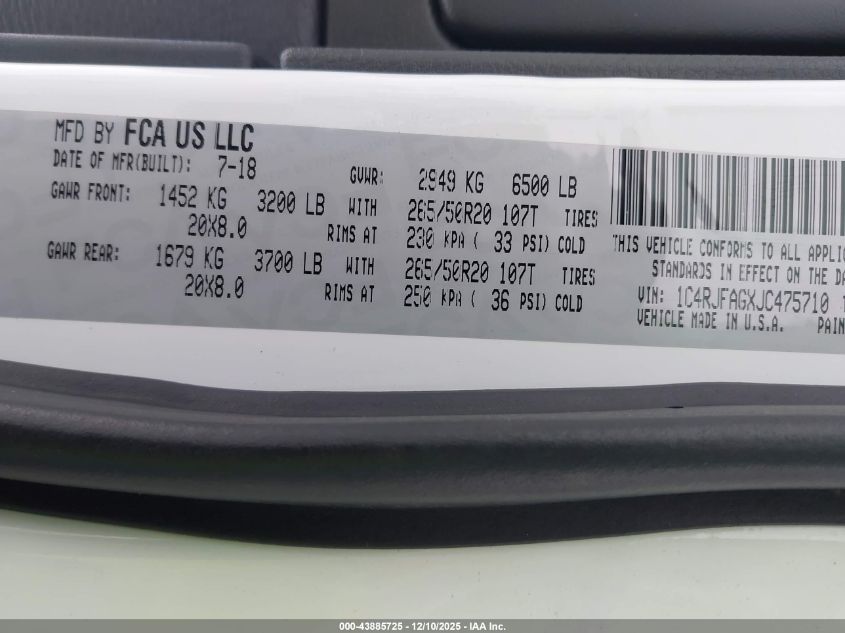 MFD BY FCA US LLC
DATE OF MFR(BUILT): 7-18 GVWR: 2949 KG 6500 LB
GAWR FRONT: 1452 KG 3200 LB WITH 265/50R20 107T TIRES
20X8.0 RIMS AT 230 KPA ( 33 PSI) COLD
GAWR REAR: 1679 KG 3700 LB WITH 265/50R20 107T TIRES
20X8.0 RIMS AT 250 KPA ( 36 PSI) COLD
THIS VEHICLE CONFORMS TO ALL APPLIC
STANDARDS IN EFFECT ON THE DA
VIN: 1C4RJFAGXJC475710
VEHICLE MADE IN U.S.A. PAIN
000-43885725 - 12/10/2025 - IAA Inc.